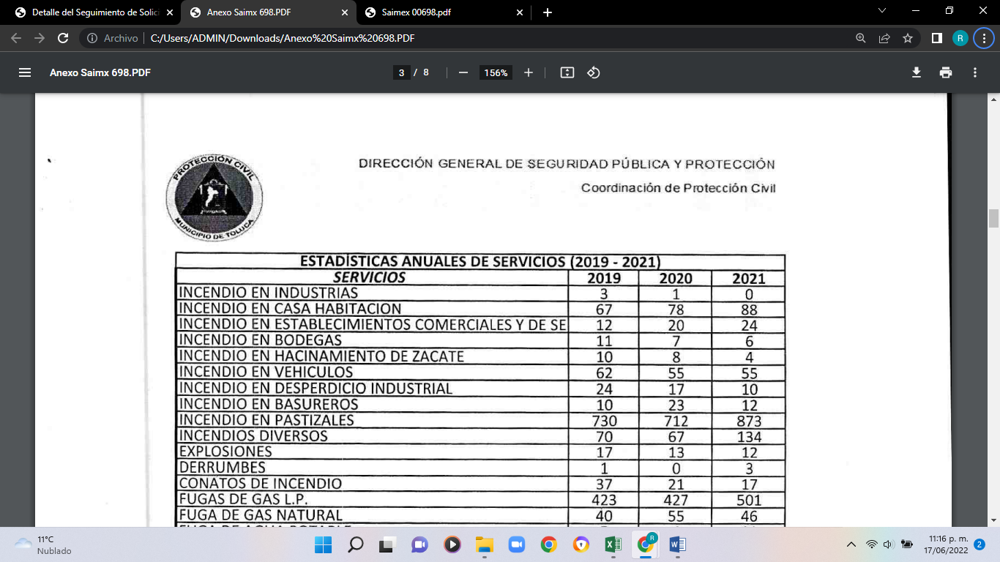 Detalle del Seguimiento de Solici
Anexo Saimx 698.PDF
Saimex 00698.pdf
Archivo C:/Users/ADMIN/Downloads/Anexo%20Saimx%20698.PDF
R
Anexo Saimx 698.PDF
3 / 8
156%
PROTECCIÓN CIVIL
MUNICIPIO DE TOLUCA
DIRECCIÓN GENERAL DE SEGURIDAD PÚBLICA Y PROTECCIÓN
Coordinación de Protección Civil
ESTADÍSTICAS ANUALES DE SERVICIOS (2019 - 2021)
SERVICIOS 2019 2020 2021
INCENDIO EN INDUSTRIAS 3 1 0
INCENDIO EN CASA HABITACION 67 78 88
INCENDIO EN ESTABLECIMIENTOS COMERCIALES Y DE SE 12 20 24
INCENDIO EN BODEGAS 11 7 6
INCENDIO EN HACINAMIENTO DE ZACATE 10 8 4
INCENDIO EN VEHICULOS 62 55 55
INCENDIO EN DESPERDICIO INDUSTRIAL 24 17 10
INCENDIO EN BASUREROS 10 23 12
INCENDIO EN PASTIZALES 730 712 873
INCENDIOS DIVERSOS 70 67 134
EXPLOSIONES 17 13 12
DERRUMBES 1 0 3
CONATOS DE INCENDIO 37 21 17
FUGAS DE GAS L.P. 423 427 501
FUGA DE GAS NATURAL 40 55 46
11°C
Nublado
R
11:16 p. m.
17/06/2022
2